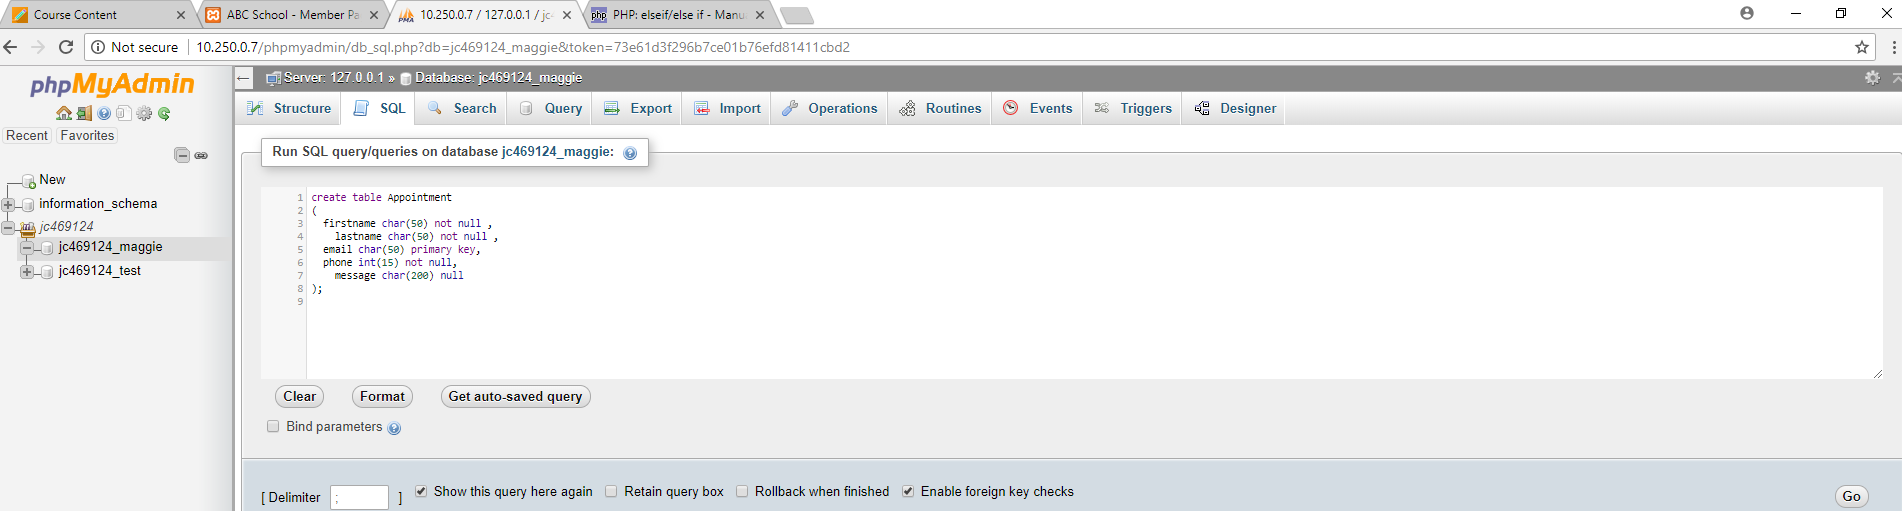 Course Content
ABC School - Member Pa
10.250.0.7 / 127.0.0.1 / jc4
PHP: elseif/else if - Manu
Not secure | 10.250.0.7/phpmyadmin/db_sql.php?db=jc469124_maggie&token=73e61d3f296b7ce01b76efd81411cbd2
phpMyAdmin
Recent Favorites
New
information_schema
jc469124
jc469124_maggie
jc469124_test
Server: 127.0.0.1 » Database: jc469124_maggie
Structure SQL Search Query Export Import Operations Routines Events Triggers Designer
Run SQL query/queries on database jc469124_maggie:
1 create table Appointment
2 (
3 firstname char(50) not null ,
4 lastname char(50) not null ,
5 email char(50) primary key,
6 phone int(15) not null,
7 message char(200) null
8 );
9
Clear Format Get auto-saved query
Bind parameters
[ Delimiter ; ] Show this query here again Retain query box Rollback when finished Enable foreign key checks
Go